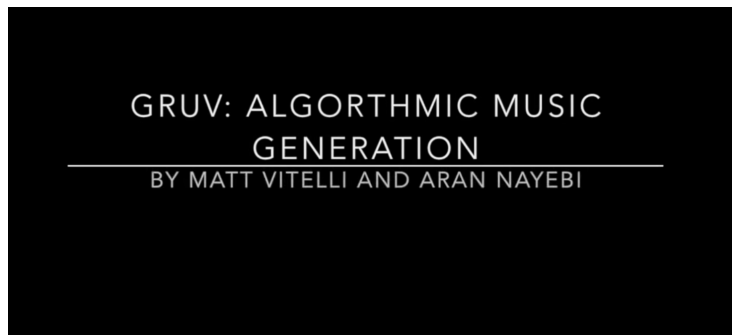 GRUV: ALGORTHMIC MUSIC
GENERATION
BY MATT VITELLI AND ARAN NAYEBI